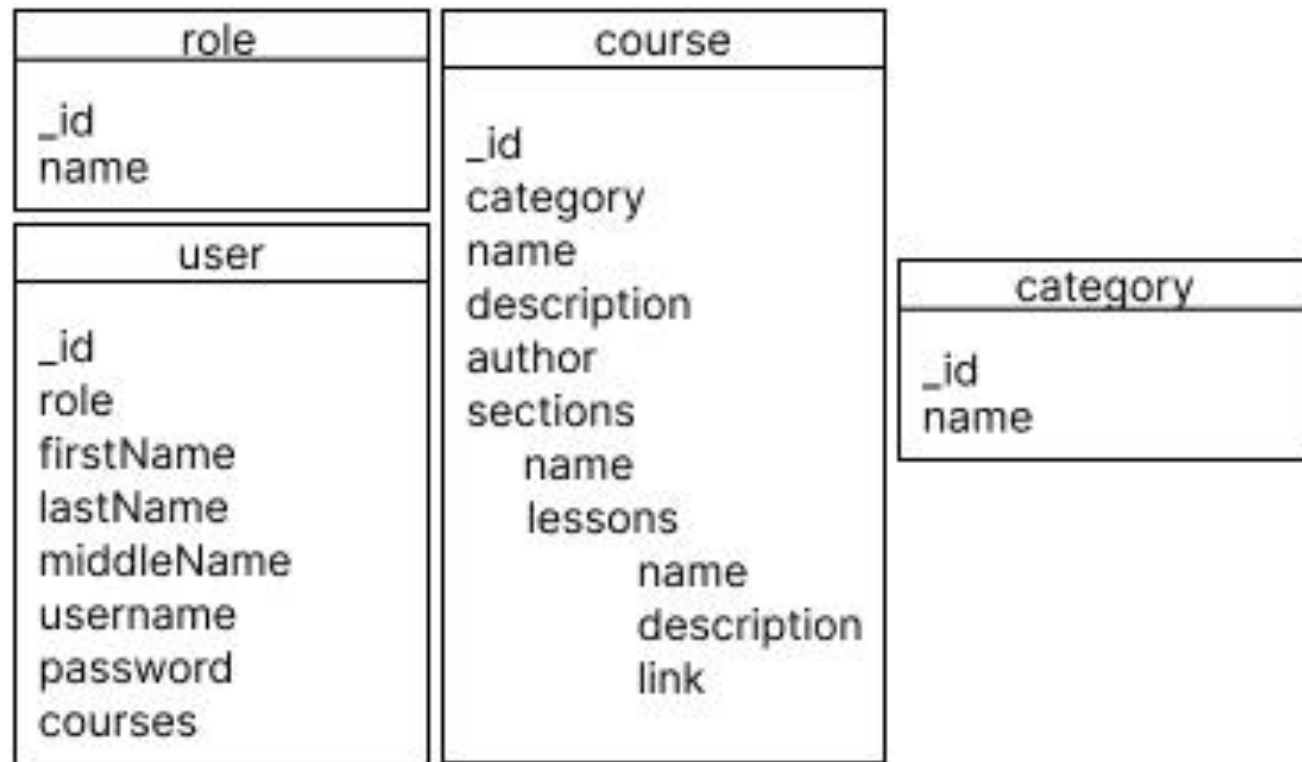 role
_id
name
user
_id
role
firstName
lastName
middleName
username
password
courses
course
_id
category
name
description
author
sections
name
lessons
name
description
link
category
_id
name